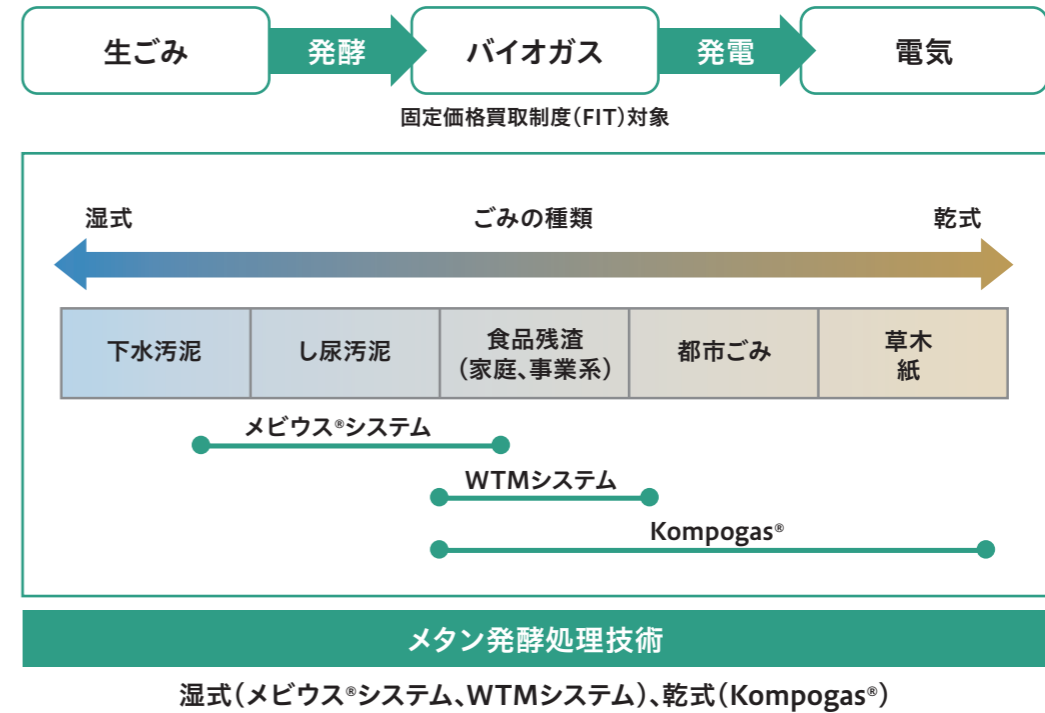 生ごみ 発酵 バイオガス 発電 電気
固定価格買取制度(FIT)対象
湿式 ごみの種類 乾式
下水汚泥 し尿汚泥 食品残渣 都市ごみ 草木
(家庭、事業系) 紙
メビウス®システム
WTMシステム
Kompogas®
メタン発酵処理技術
湿式(メビウス®システム、WTMシステム)、乾式(Kompogas®)